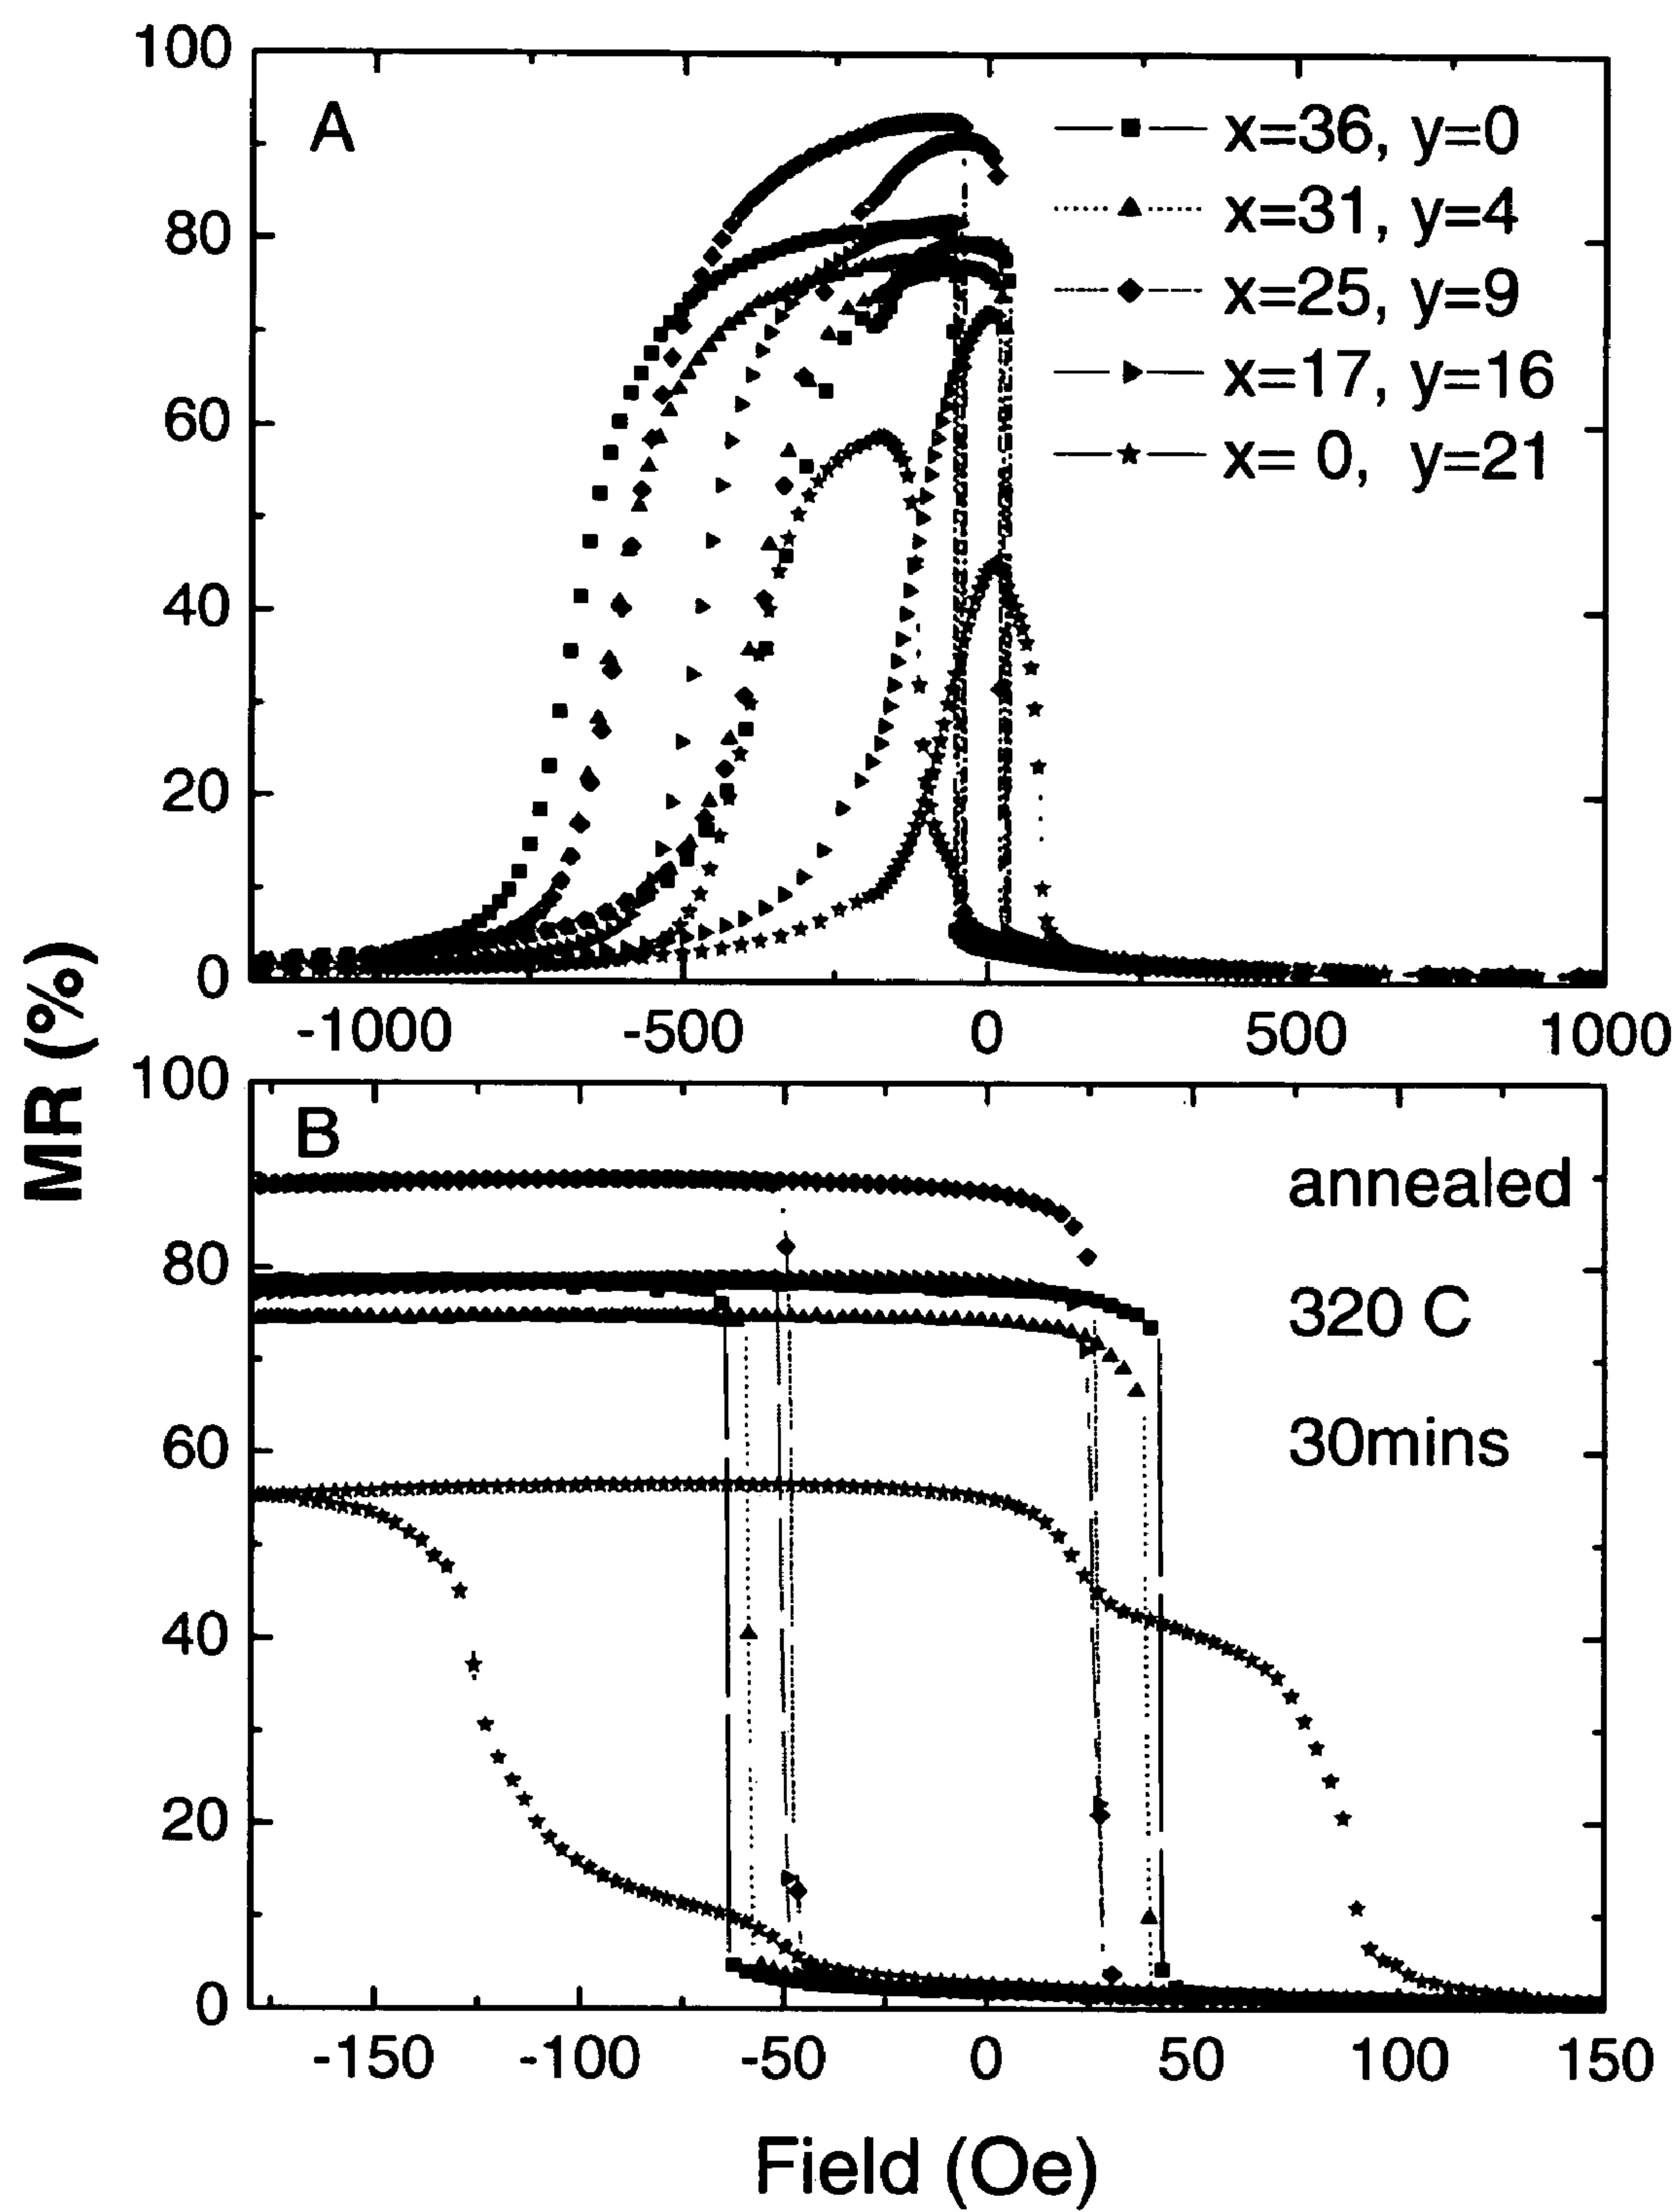 MR (%)
100
80
60
40
20
0
A
x=36, y=0
x=31, y=4
x=25, y=9
x=17, y=16
x= 0, y=21
-1000 -500 0 500 1000
100
80
60
40
20
0
B
annealed
320 C
30mins
-150 -100 -50 0 50 100 150
Field (Oe)